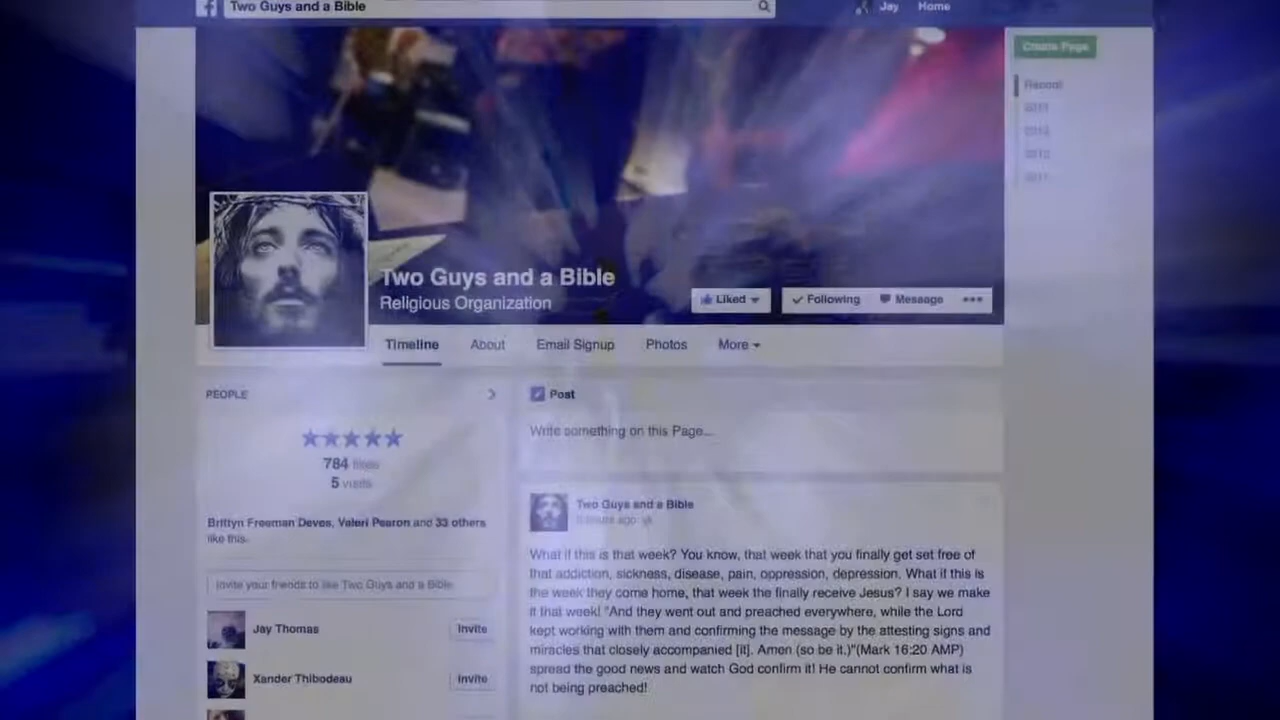 Two Guys and a Bible
Jay Home
Create Page
Recent
Two Guys and a Bible
Religious Organization
Liked
Following
Message
Timeline
About
Email Signup
Photos
More
PEOPLE
784 likes
5 visits
Brittyn Freeman Deves, Valeri Pearon and 33 others
like this.
Invite your friends to like Two Guys and a Bible
Jay Thomas
Invite
Xander Thibodeau
Invite
Post
Write something on this Page...
Two Guys and a Bible
hours ago
What if this is that week? You know, that week that you finally get set free of
that addiction, sickness, disease, pain, oppression, depression. What if this is
the week they come home, that week the finally receive Jesus? I say we make
it that week! "And they went out and preached everywhere, while the Lord
kept working with them and confirming the message by the attesting signs and
miracles that closely accompanied [it]. Amen (so be it.)"(Mark 16:20 AMP)
spread the good news and watch God confirm it! He cannot confirm what is
not being preached!